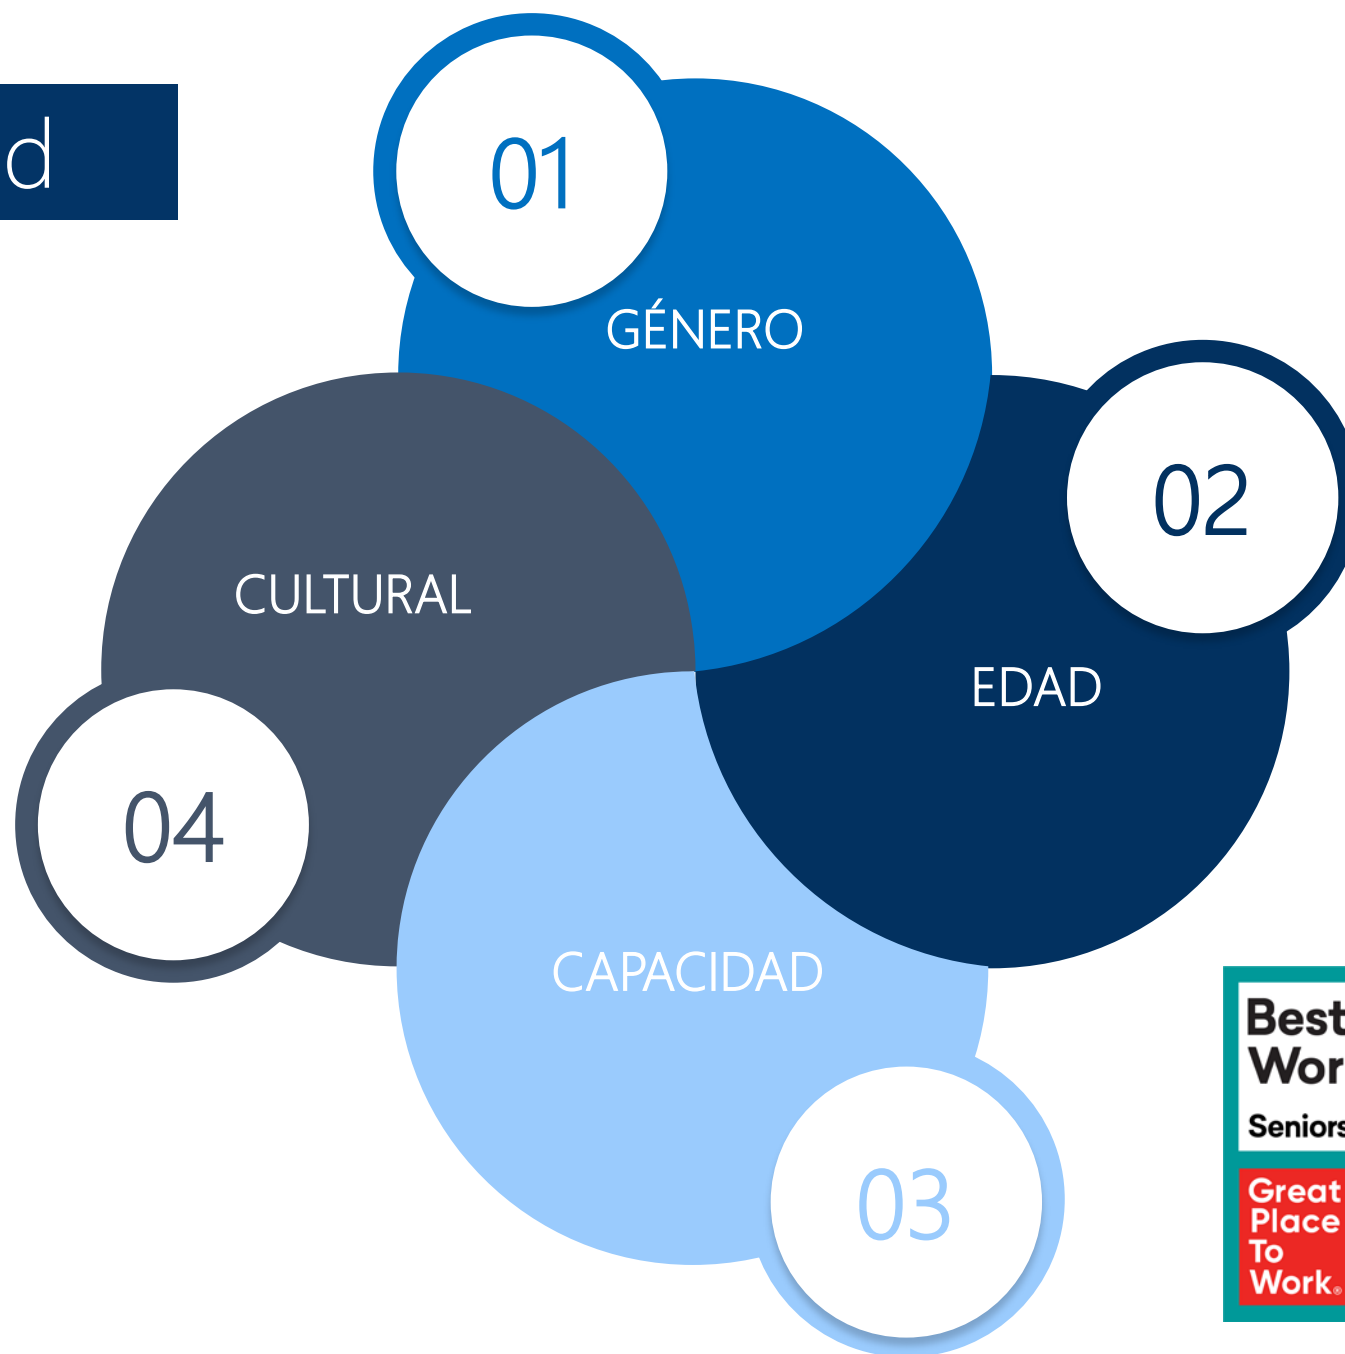 d
01
GÉNERO
02
CULTURAL
EDAD
04
CAPACIDAD
03
Best
Wor
Seniors
Great
Place
To
Work®